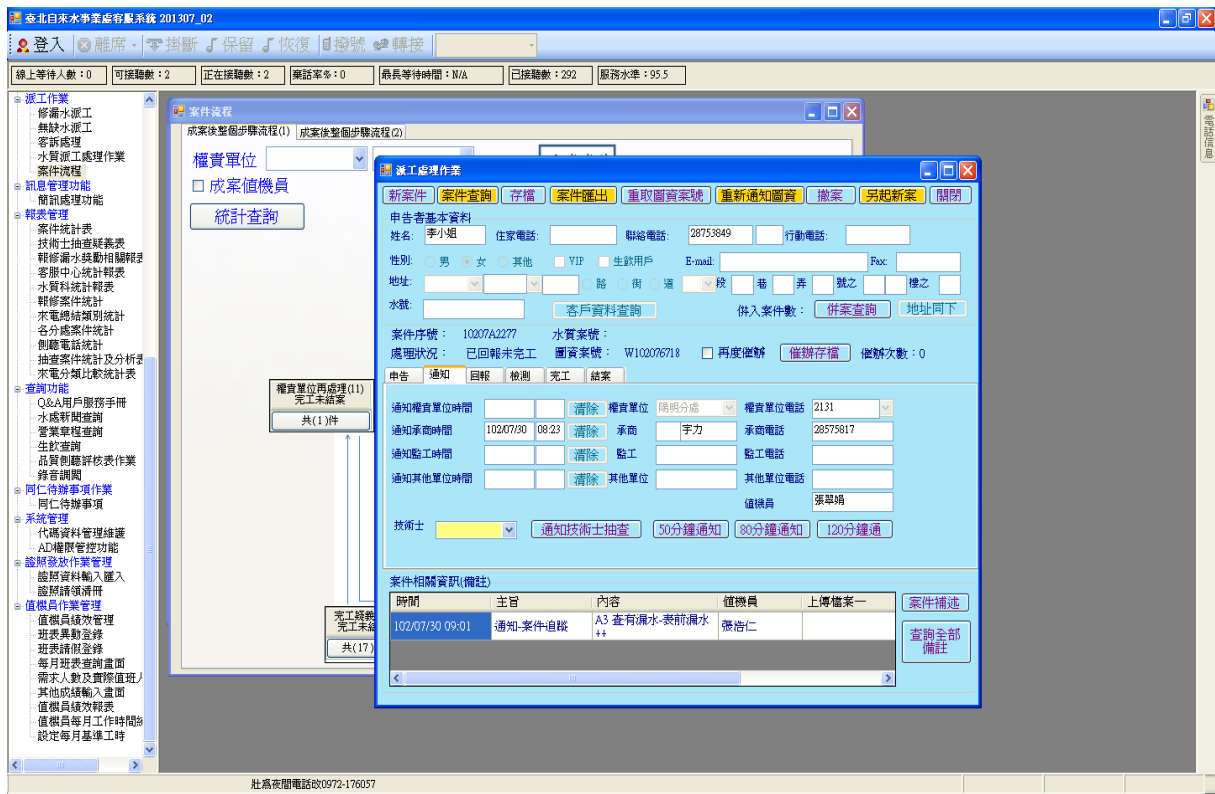 臺北自來水事業處客服系統 201307_02
登入 離席 掛斷 保留 恢復 撥號 轉接
線上等待人數:0 可接聽數:2 正在接聽數:2 棄話率%:0 最長等待時間:N/A 已接聽數:292 服務水準:95.5
派工作業
修漏水派工
無缺水派工
客訴處理
水質派工處理作業
案件流程
訊息管理功能
簡訊處理功能
報表管理
案件統計表
技術士抽查疑義表
報修漏水獎勵相關報表
客服中心統計報表
水質科統計報表
報修案件統計
來電總結類別統計
各分處案件統計
側聽電話統計
抽查案件統計及分析表
來電分類比較統計表
查詢功能
Q&A用戶服務手冊
水處新聞查詢
營業章程查詢
生飲查詢
品質側聽評核表作業
錄音調閱
同仁待辦事項作業
同仁待辦事項
系統管理
代碼資料管理維護
AD權限管控功能
證照發放作業管理
證照資料輸入匯入
證照請領清冊
值機員作業管理
值機員績效管理
班表異動登錄
班表請假登錄
每月班表查詢畫面
需求人數及實際值班人
其他成績輸入畫面
值機員績效報表
值機員每月工作時間統
設定每月基準工時
案件流程
成案後整個步驟流程(1) 成案後整個步驟流程(2)
權責單位
成案值機員
統計查詢
權責單位再處理(11)
完工未結案
共(1)件
完工疑義
完工未結
共(17)
派工處理作業
新案件 案件查詢 存檔 案件匯出 重取圖資案號 重新通知圖資 撤案 另起新案 關閉
申告者基本資料
姓名: 李小姐 住家電話: 聯絡電話: 28753849 行動電話:
性別: 男 女 其他 VIP 生飲用戶 E-mail: Fax:
地址: 路 街 道 段 巷 弄 號之 樓之
水號: 客戶資料查詢 併入案件數: 併案查詢 地址同下
案件序號: 10207A2277 水質案號:
處理狀況: 已回報未完工 圖資案號: W102076718 再度催辦 催辦存檔 催辦次數:0
申告 通知 回報 檢測 完工 結案
通知權責單位時間 清除 權責單位 陽明分處 權責單位電話 2131
通知承商時間 102/07/30 08:23 清除 承商 宇力 承商電話 28575817
通知監工時間 清除 監工 監工電話
通知其他單位時間 清除 其他單位 其他單位電話
值機員 張翠娟
技術士 通知技術士抽查 50分鐘通知 80分鐘通知 120分鐘通
案件相關資訊(備註)
時間 主旨 內容 值機員 上傳檔案一
102/07/30 09:01 通知-案件追蹤 A3 查有漏水-表前漏水 張浩仁
++
案件補述
查詢全部
備註
電話信息
壯為夜間電話改0972-176057